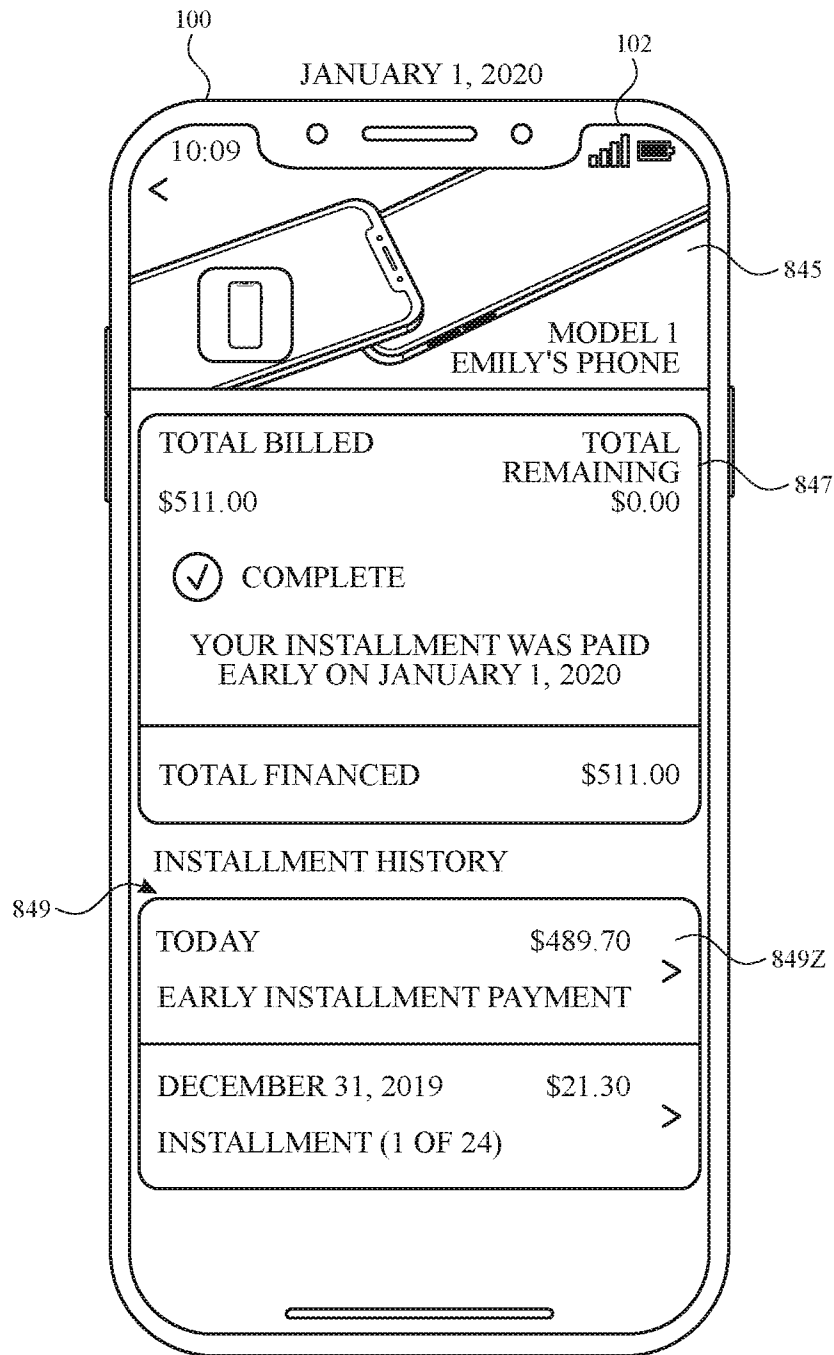 100
102
JANUARY 1, 2020
10:09
<
845
MODEL 1
EMILY'S PHONE
TOTAL BILLED
TOTAL
REMAINING
847
$511.00
$0.00
COMPLETE
YOUR INSTALLMENT WAS PAID
EARLY ON JANUARY 1, 2020
TOTAL FINANCED $511.00
INSTALLMENT HISTORY
849
TODAY $489.70
849Z
>
EARLY INSTALLMENT PAYMENT
DECEMBER 31, 2019 $21.30
>
INSTALLMENT (1 OF 24)